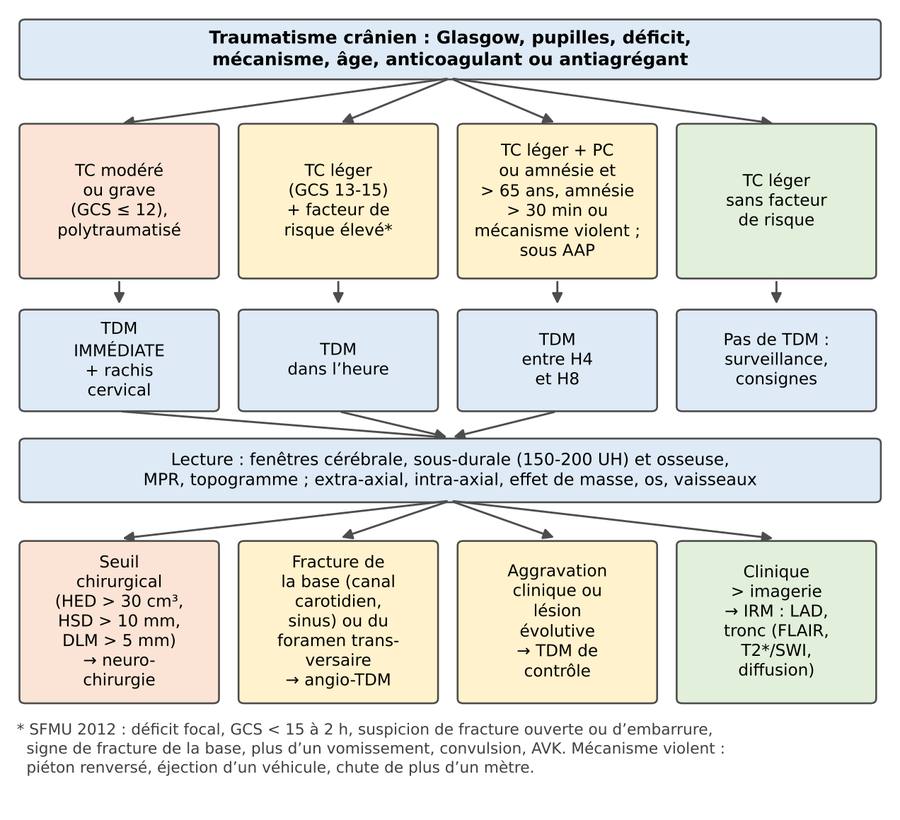 Traumatisme crânien : Glasgow, pupilles, déficit,
mécanisme, âge, anticoagulant ou antiagrégant
TC modéré
ou grave
(GCS ≤ 12),
polytraumatisé
TC léger
(GCS 13-15)
+ facteur de
risque élevé*
TC léger + PC
ou amnésie et
> 65 ans, amnésie
> 30 min ou
mécanisme violent ;
sous AAP
TC léger
sans facteur
de risque
TDM
IMMÉDIATE
+ rachis
cervical
TDM
dans l’heure
TDM
entre H4
et H8
Pas de TDM :
surveillance,
consignes
Lecture : fenêtres cérébrale, sous-durale (150-200 UH) et osseuse,
MPR, topogramme ; extra-axial, intra-axial, effet de masse, os, vaisseaux
Seuil
chirurgical
(HED > 30 cm³,
HSD > 10 mm,
DLM > 5 mm)
→ neuro-
chirurgie
Fracture de
la base (canal
carotidien,
sinus) ou du
foramen trans-
versaire
→ angio-TDM
Aggravation
clinique ou
lésion
évolutive
→ TDM de
contrôle
Clinique
> imagerie
→ IRM : LAD,
tronc (FLAIR,
T2*/SWI,
diffusion)
* SFMU 2012 : déficit focal, GCS < 15 à 2 h, suspicion de fracture ouverte ou d’embarrure,
signe de fracture de la base, plus d’un vomissement, convulsion, AVK. Mécanisme violent :
piéton renversé, éjection d’un véhicule, chute de plus d’un mètre.